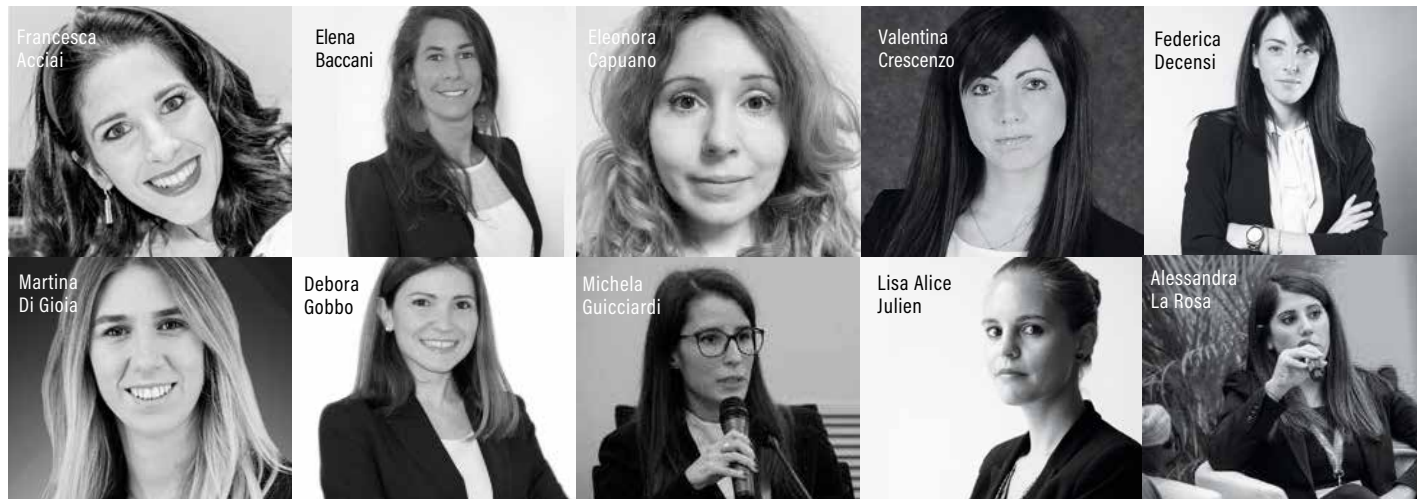 Francesca
Acciai
Elena
Baccani
Eleonora
Capuano
Valentina
Crescenzo
Federica
Decensi
Martina
Di Gioia
Debora
Gobbo
Michela
Guicciardi
Lisa Alice
Julien
Alessandra
La Rosa